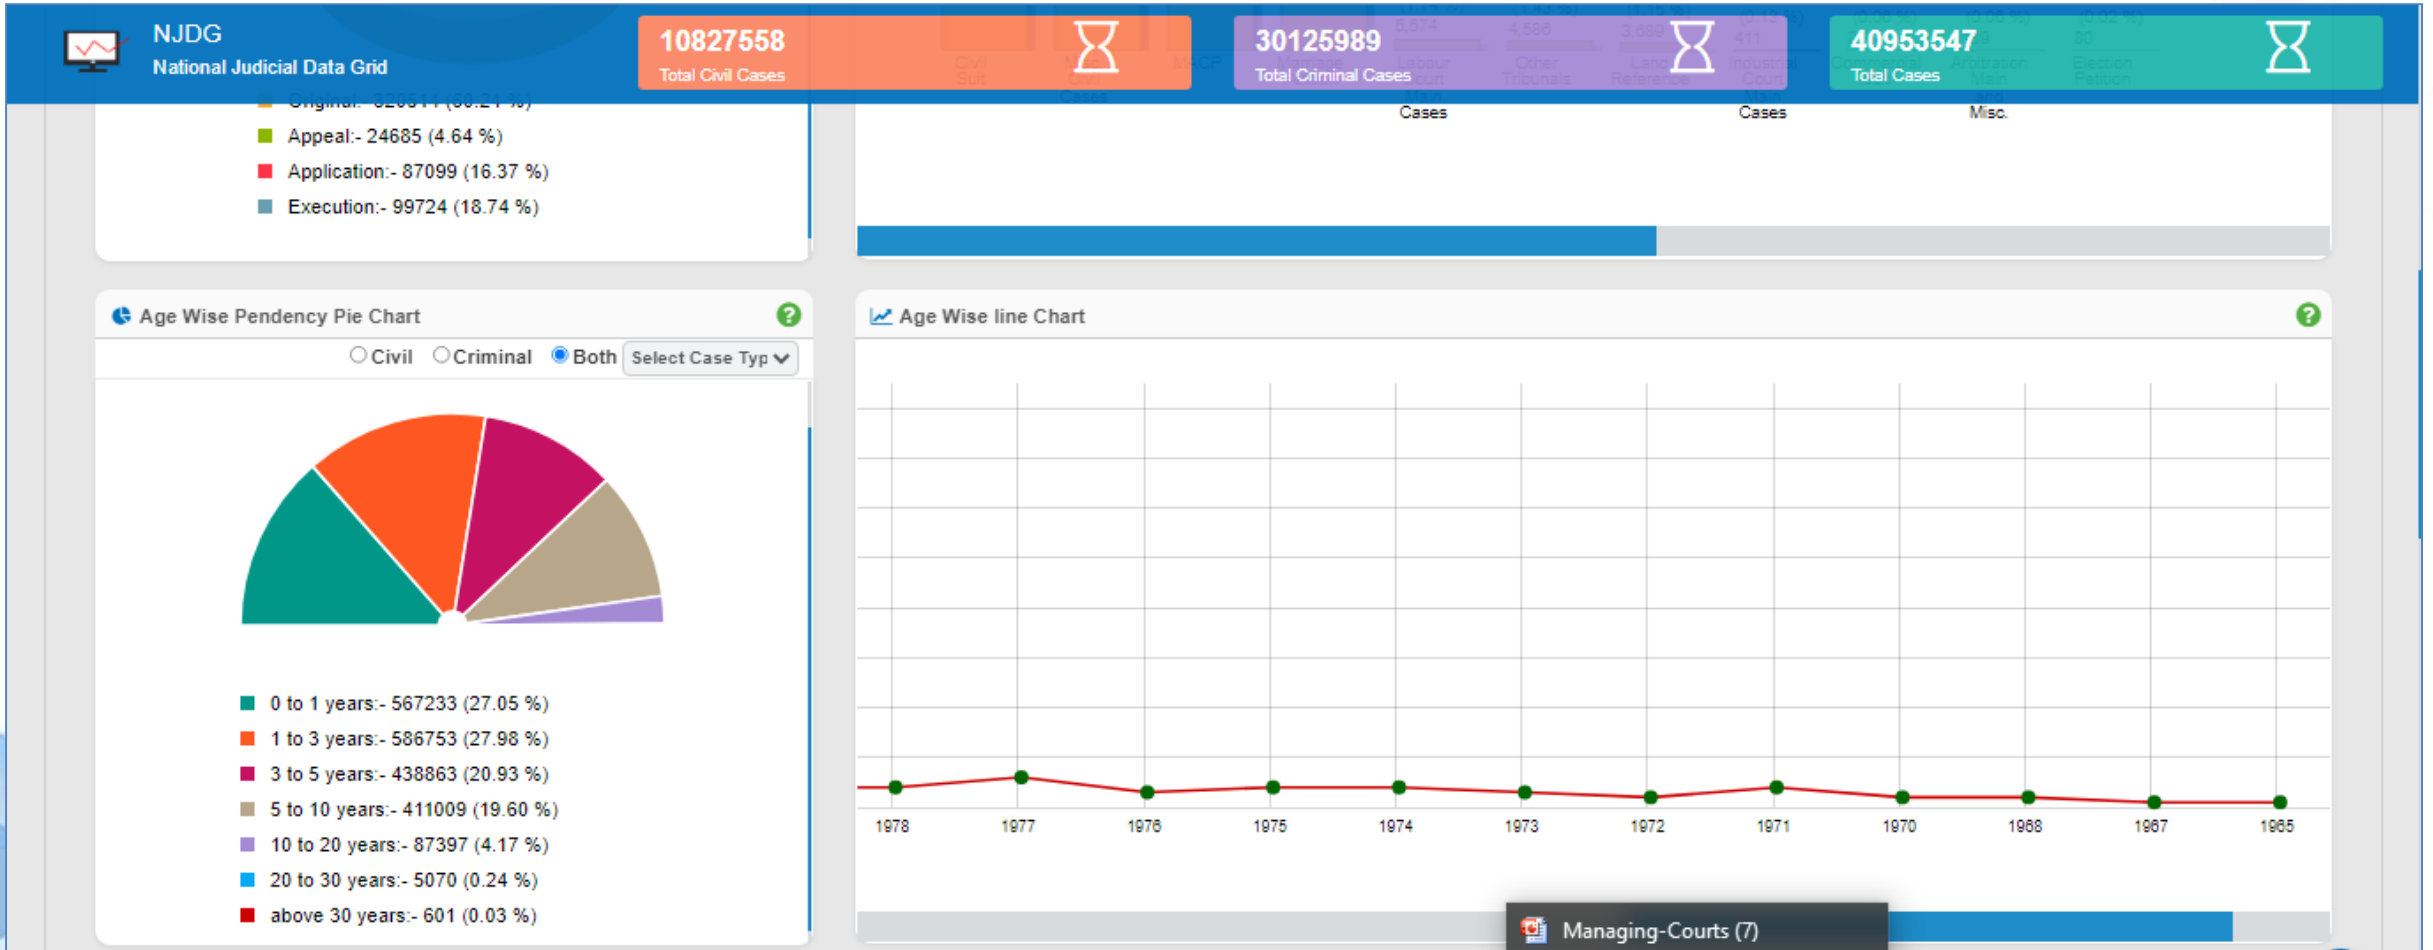 NJDG
National Judicial Data Grid
10827558
Total Civil Cases
30125989
Total Criminal Cases
40953547
Total Cases
Appeal:- 24685 (4.64 %)
Application:- 87099 (16.37 %)
Execution:- 99724 (18.74 %)
Cases
Cases
Misc.
Age Wise Pendency Pie Chart
Civil Criminal Both Select Case Typ
0 to 1 years:- 567233 (27.05 %)
1 to 3 years:- 586753 (27.98 %)
3 to 5 years:- 438863 (20.93 %)
5 to 10 years:- 411009 (19.60 %)
10 to 20 years:- 87397 (4.17 %)
20 to 30 years:- 5070 (0.24 %)
above 30 years:- 601 (0.03 %)
Age Wise line Chart
1978 1977 1976 1975 1974 1973 1972 1971 1970 1968 1967 1965
Managing-Courts (7)